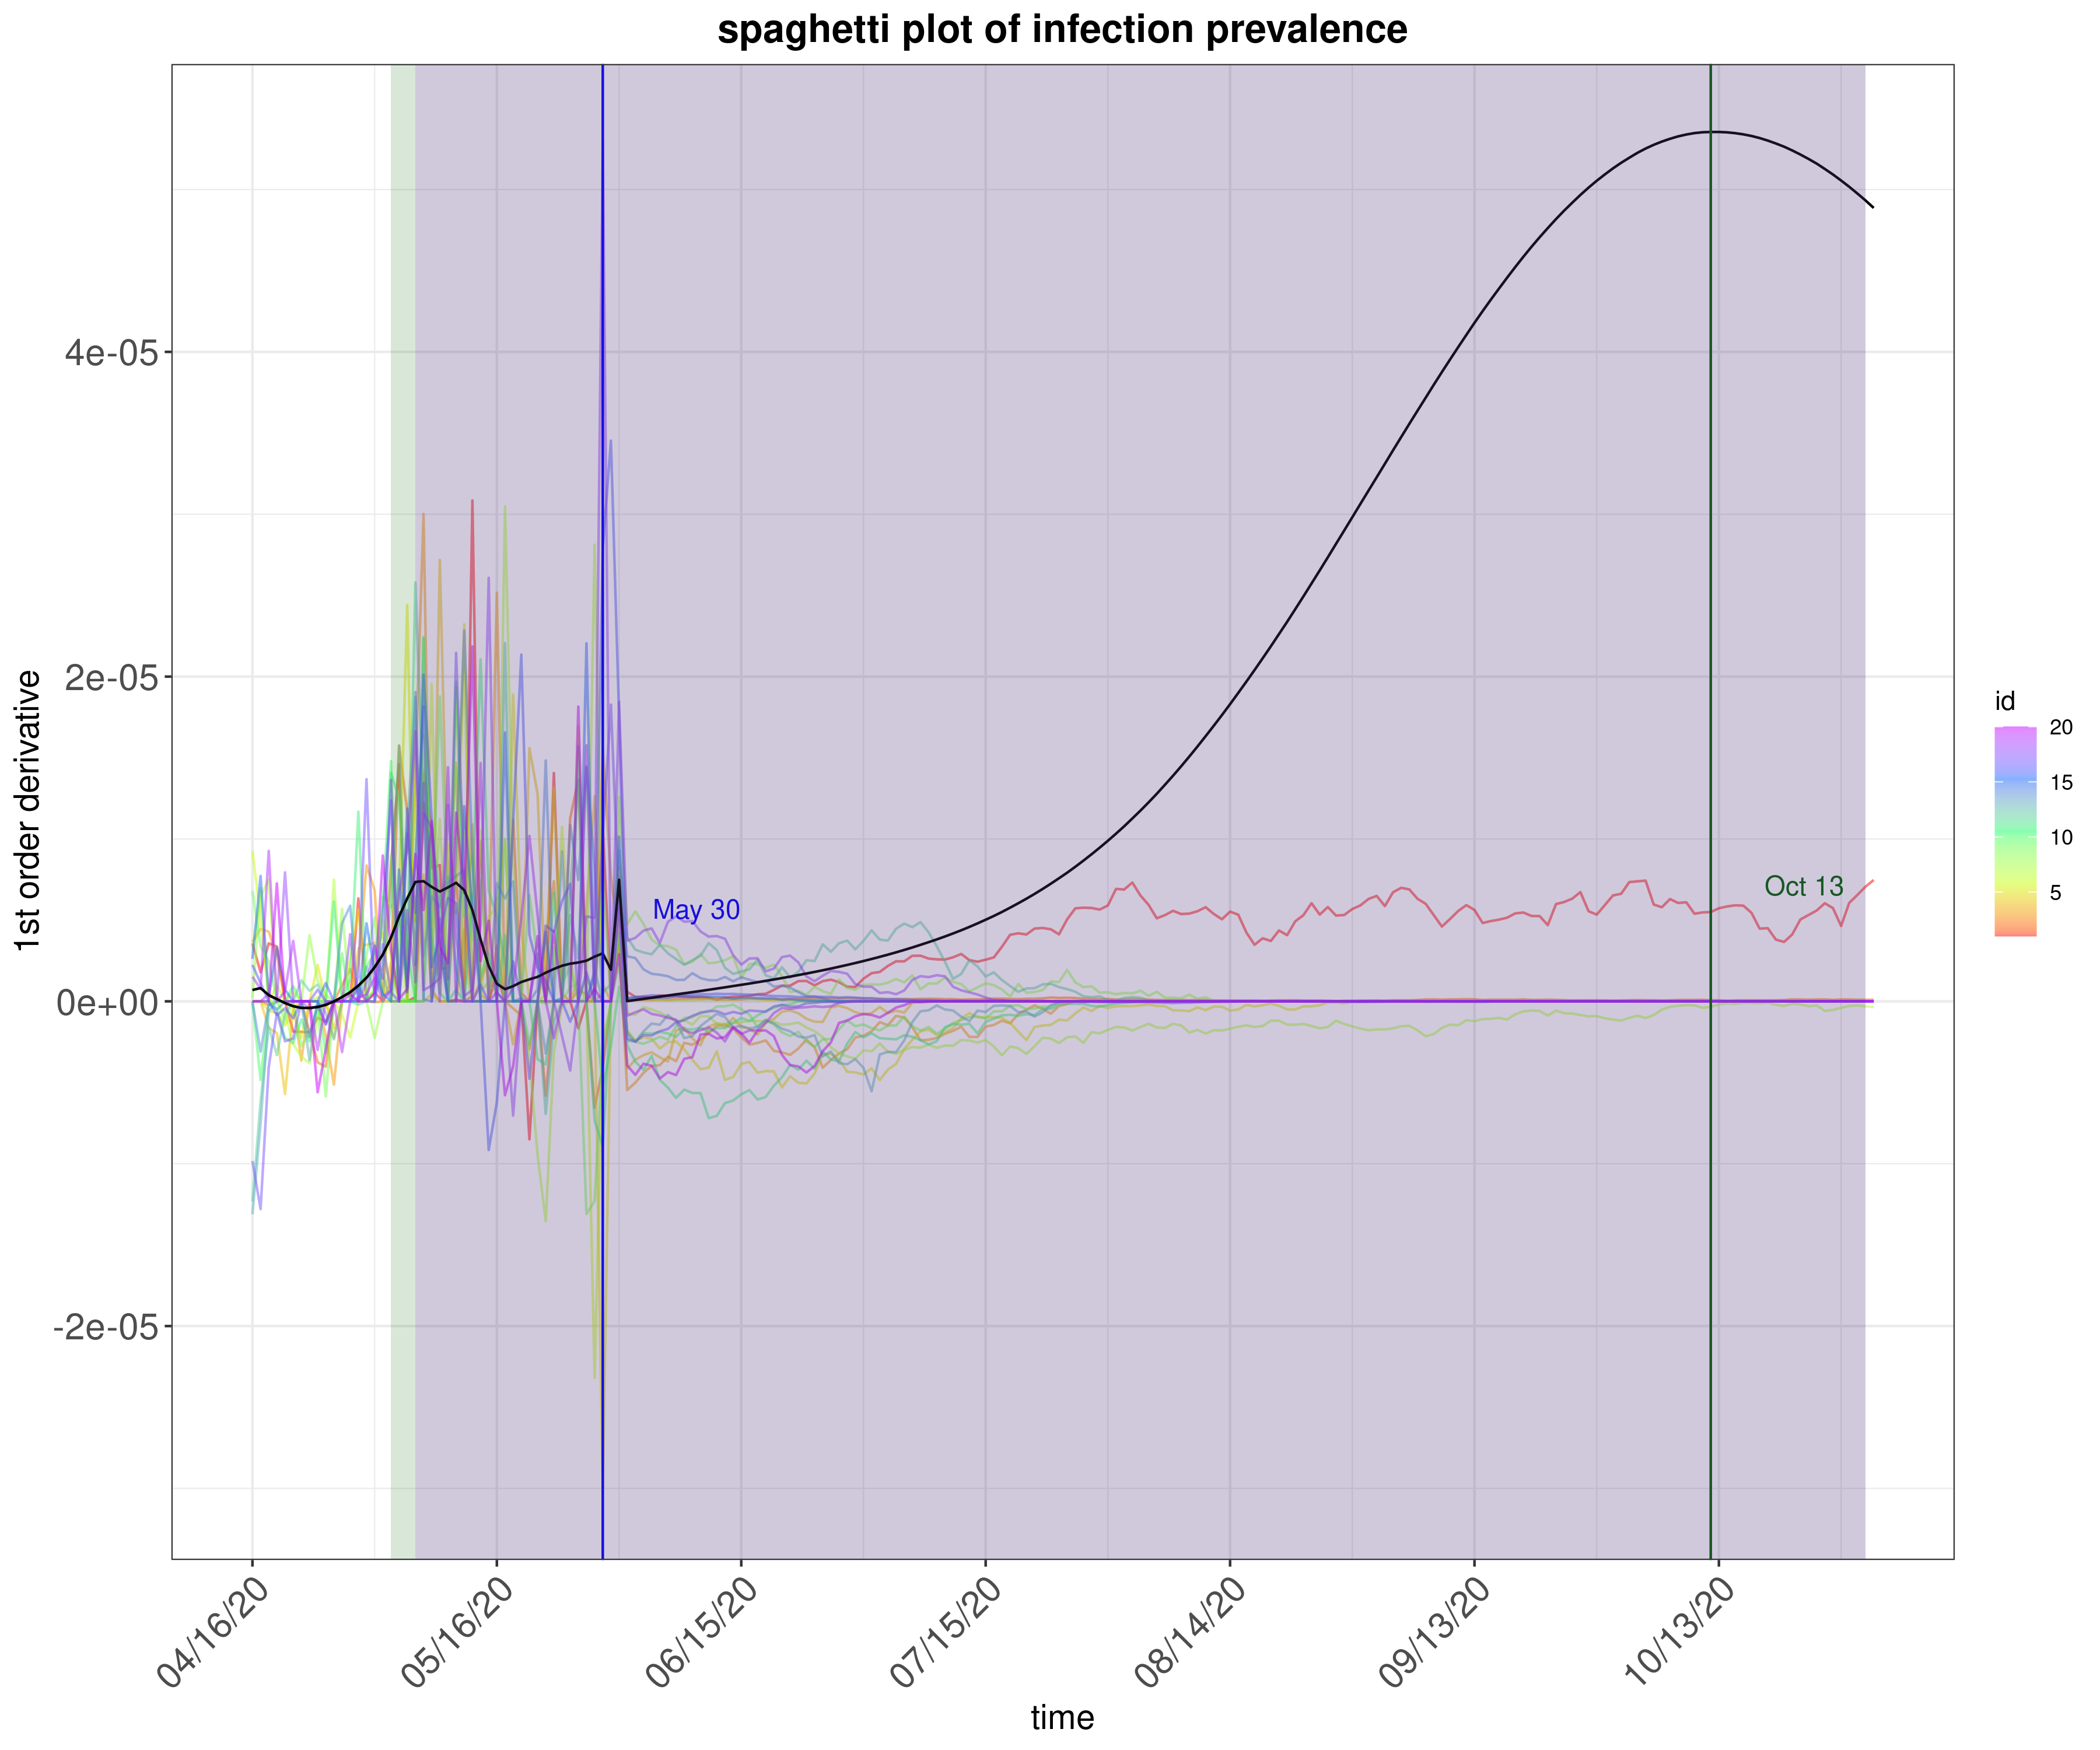 spaghetti plot of infection prevalence
1st order derivative
4e-05
2e-05
0e+00
-2e-05
May 30
Oct 13
id
20
15
10
5
04/16/20
05/16/20
06/15/20
07/15/20
08/14/20
09/13/20
10/13/20
time